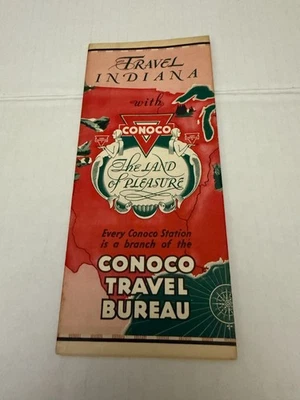 TRAVEL
INDIANA
with
CONOCO
The LAND
of PLEASURE
Every Conoco Station
is a branch of the
CONOCO
TRAVEL
BUREAU